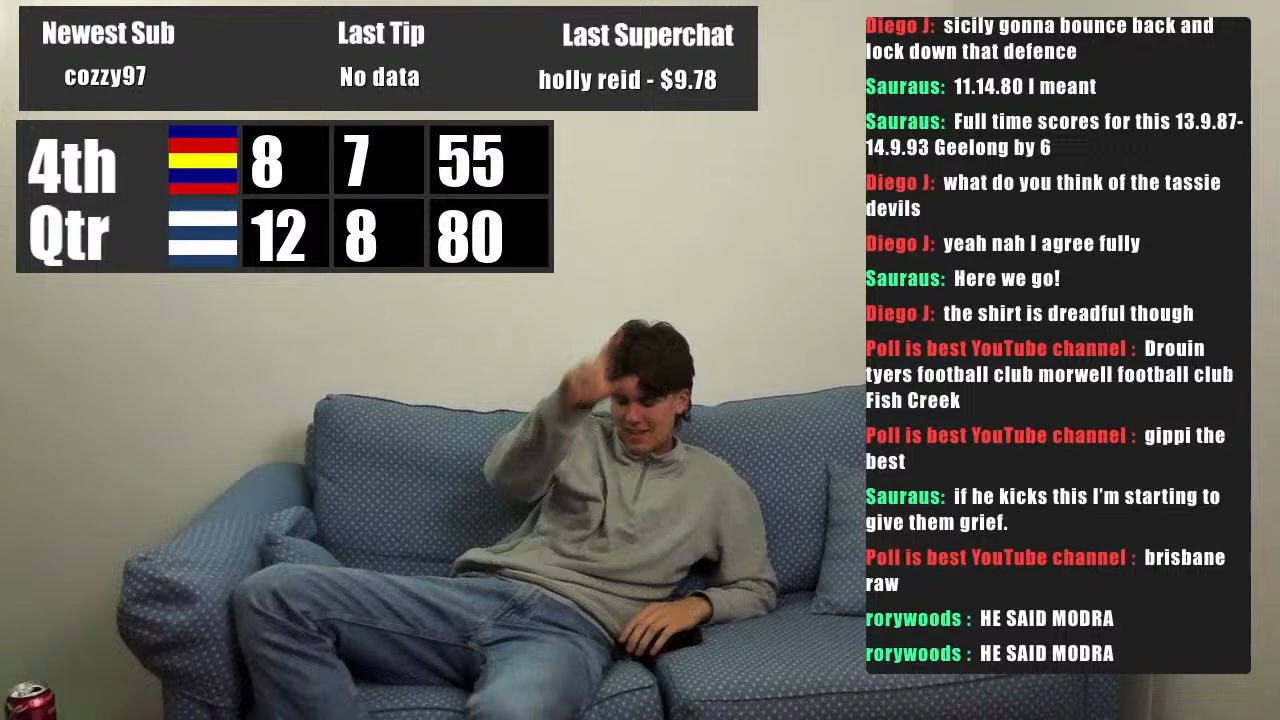 Newest Sub
Last Tip
Last Superchat
cozzy97
No data
holly reid - $9.78
4th
8 7 55
Qtr
12 8 80
Diego J: sicily gonna bounce back and
lock down that defence
Sauraus: 11.14.80 I meant
Sauraus: Full time scores for this 13.9.87-
14.9.93 Geelong by 6
Diego J: what do you think of the tassie
devils
Diego J: yeah nah I agree fully
Sauraus: Here we go!
Diego J: the shirt is dreadful though
Poll is best YouTube channel : Drouin
tyers football club morwell football club
Fish Creek
Poll is best YouTube channel : gippi the
best
Sauraus: if he kicks this I'm starting to
give them grief.
Poll is best YouTube channel : brisbane
raw
rorywoods : HE SAID MODRA
rorywoods : HE SAID MODRA